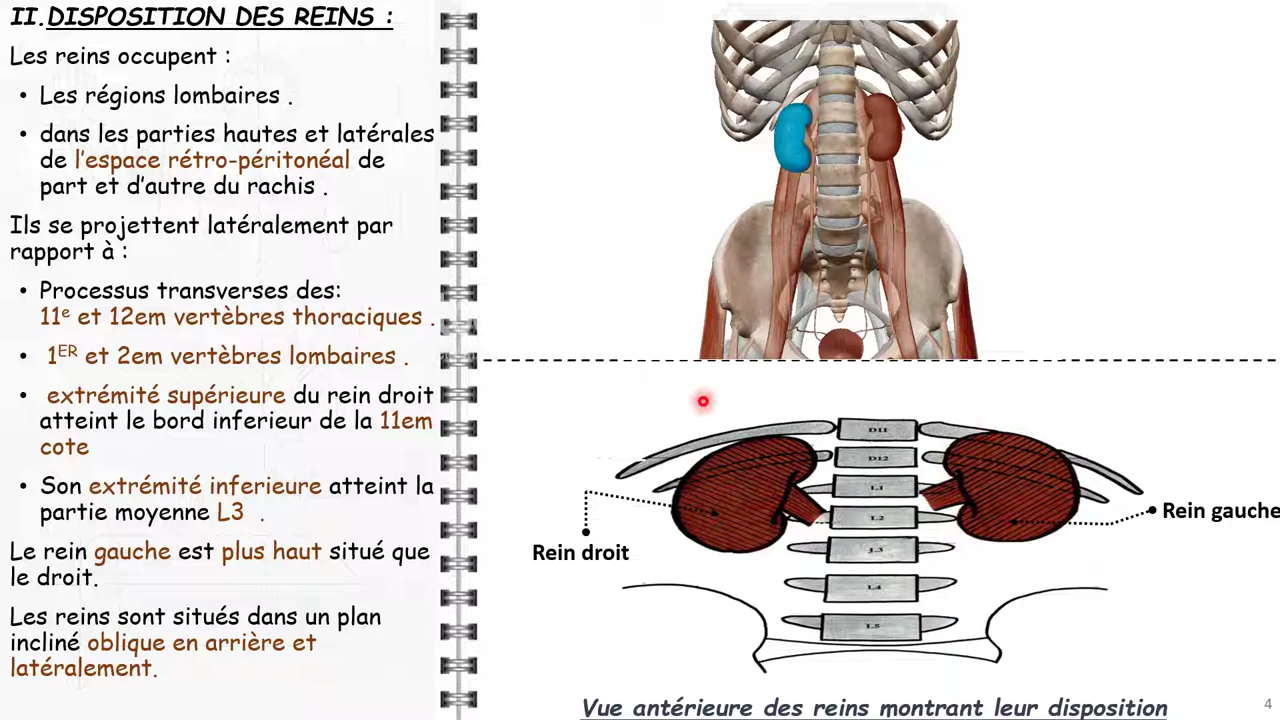 II.DISPOSITION DES REINS :
Les reins occupent :
• Les régions lombaires .
• dans les parties hautes et latérales
de l'espace rétro-péritonéal de
part et d'autre du rachis .
Ils se projettent latéralement par
rapport à :
• Processus transverses des:
11e et 12em vertèbres thoraciques .
• 1ER et 2em vertèbres lombaires .
• extrémité supérieure du rein droit
atteint le bord inferieur de la 11em
cote
• Son extrémité inferieure atteint la
partie moyenne L3 .
Le rein gauche est plus haut situé que
le droit.
Les reins sont situés dans un plan
incliné oblique en arrière et
latéralement.
D11
D12
L1
L2
L3
L4
L5
Rein droit
Rein gauche
Vue antérieure des reins montrant leur disposition
4